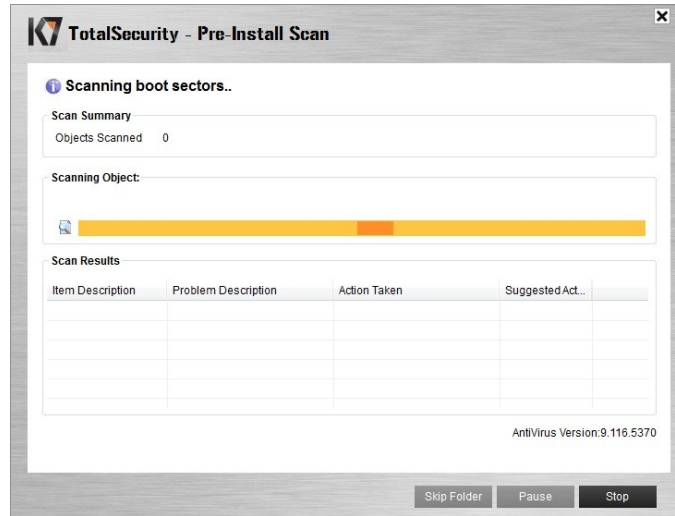 K7 TotalSecurity - Pre-Install Scan
Scanning boot sectors..
Scan Summary
Objects Scanned 0
Scanning Object:
Scan Results
Item Description Problem Description Action Taken Suggested Act...
AntiVirus Version:9.116.5370
Skip Folder Pause Stop